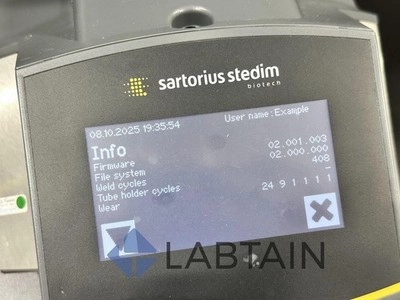 sartorius stedim
biotech
08.10.2025 19:35:54 User name: Example
Info
Firmware 02.001.003
File system 02.000.000
Weld cycles 408
Tube holder cycles –
Wear 24 9 1 1 1 1
LABTAIN